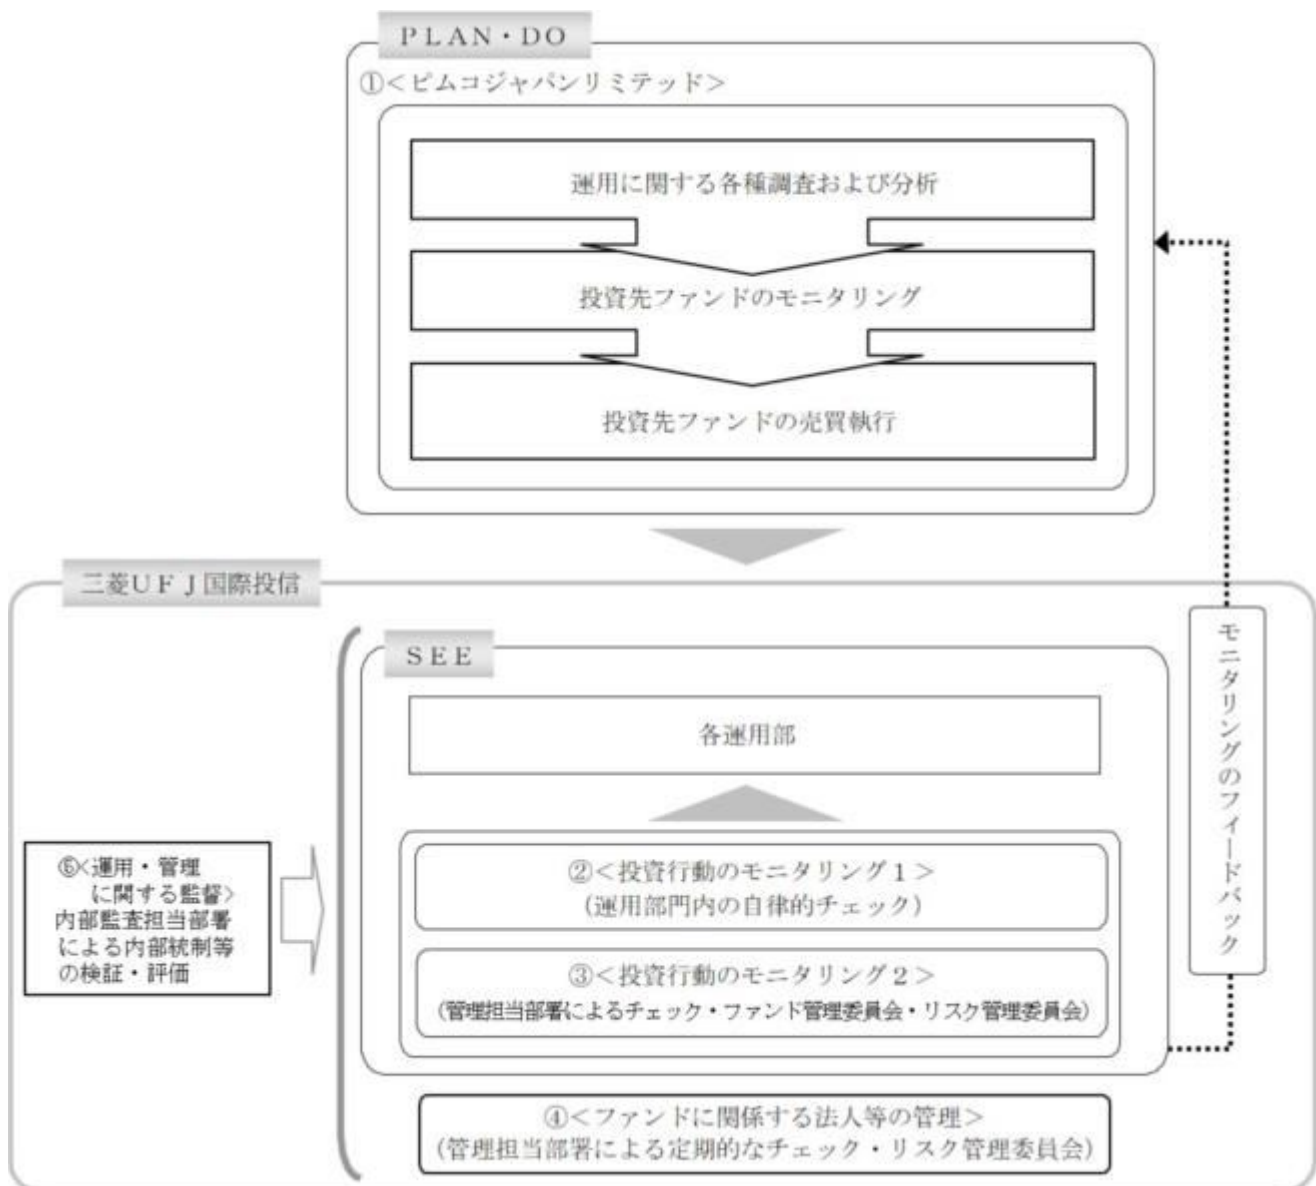 PLAN・DO
①<ピムコジャパンリミテッド>
運用に関する各種調査および分析
投資先ファンドのモニタリング
投資先ファンドの売買執行
三菱UFJ国際投信
SEE
各運用部
②<投資行動のモニタリング1>
(運用部門内の自律的チェック)
③<投資行動のモニタリング2>
(管理担当部署によるチェック・ファンド管理委員会・リスク管理委員会)
④<ファンドに関係する法人等の管理>
(管理担当部署による定期的なチェック・リスク管理委員会)
⑤<運用・管理
に関する監督>
内部監査担当部署
による内部統制等
の検証・評価
モニタリングのフィードバック